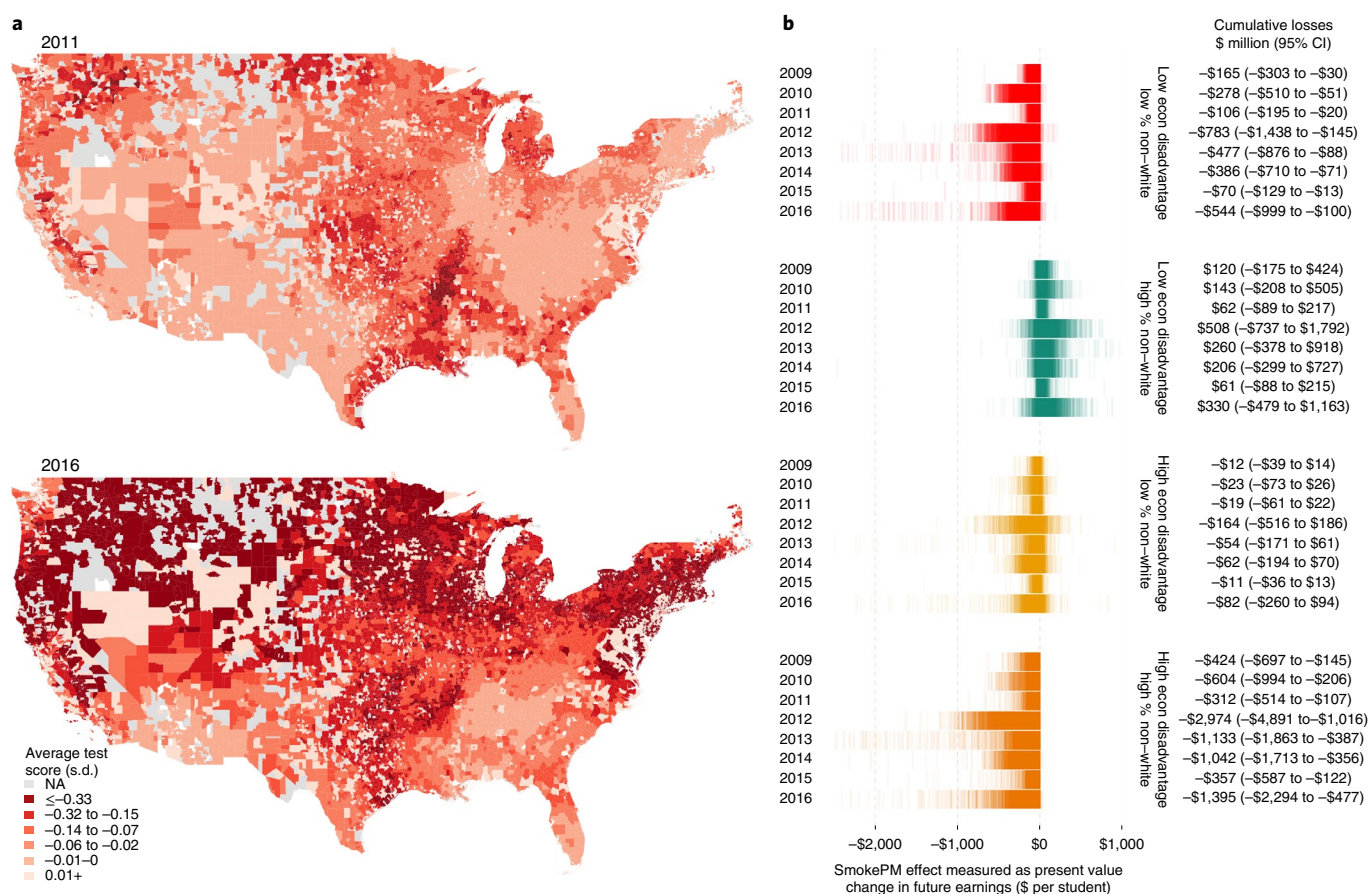 a
2011
2016
Average test
score (s.d.)
NA
≤–0.33
–0.32 to –0.15
–0.14 to –0.07
–0.06 to –0.02
–0.01–0
0.01+
b
Cumulative losses
$ million (95% CI)
2009 –$165 (–$303 to –$30)
2010 –$278 (–$510 to –$51)
2011 –$106 (–$195 to –$20)
2012 –$783 (–$1,438 to –$145)
2013 –$477 (–$876 to –$88)
2014 –$386 (–$710 to –$71)
2015 –$70 (–$129 to –$13)
2016 –$544 (–$999 to –$100)
Low econ disadvantage
low % non–white
2009 $120 (–$175 to $424)
2010 $143 (–$208 to $505)
2011 $62 (–$89 to $217)
2012 $508 (–$737 to $1,792)
2013 $260 (–$378 to $918)
2014 $206 (–$299 to $727)
2015 $61 (–$88 to $215)
2016 $330 (–$479 to $1,163)
Low econ disadvantage
high % non–white
2009 –$12 (–$39 to $14)
2010 –$23 (–$73 to $26)
2011 –$19 (–$61 to $22)
2012 –$164 (–$516 to $186)
2013 –$54 (–$171 to $61)
2014 –$62 (–$194 to $70)
2015 –$11 (–$36 to $13)
2016 –$82 (–$260 to $94)
High econ disadvantage
low % non–white
2009 –$424 (–$697 to –$145)
2010 –$604 (–$994 to –$206)
2011 –$312 (–$514 to –$107)
2012 –$2,974 (–$4,891 to–$1,016)
2013 –$1,133 (–$1,863 to –$387)
2014 –$1,042 (–$1,713 to –$356)
2015 –$357 (–$587 to –$122)
2016 –$1,395 (–$2,294 to –$477)
High econ disadvantage
high % non–white
–$2,000 –$1,000 $0 $1,000
SmokePM effect measured as present value
change in future earnings ($ per student)